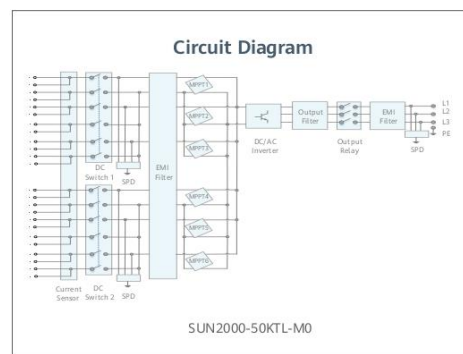 Circuit Diagram
MPPT1
MPPT2
MPPT3
MPPT4
MPPT5
MPPT6
DC
Switch 1
SPD
EMI
Filter
DC/AC
Inverter
Output
Filter
Output
Relay
EMI
Filter
L1
L2
L3
PE
SPD
Current
Sensor
DC
Switch 2
SPD
SUN2000-50KTL-M0